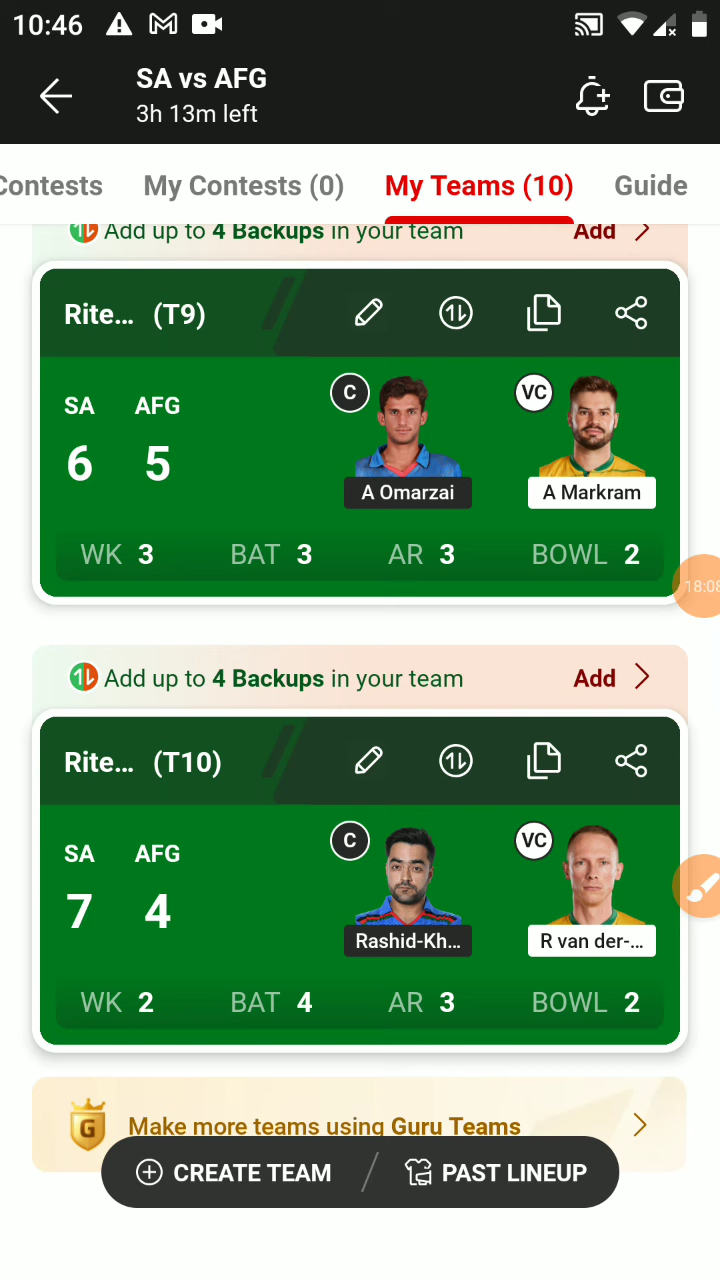 10:46
SA vs AFG
3h 13m left
Contests My Contests (0) My Teams (10) Guide
Add up to 4 Backups in your team Add
Rite... (T9)
SA AFG
6 5
C VC
A Omarzai A Markram
WK 3 BAT 3 AR 3 BOWL 2
18:08
Add up to 4 Backups in your team Add
Rite... (T10)
SA AFG
7 4
C VC
Rashid-Kh... R van der-...
WK 2 BAT 4 AR 3 BOWL 2
G Make more teams using Guru Teams
CREATE TEAM PAST LINEUP